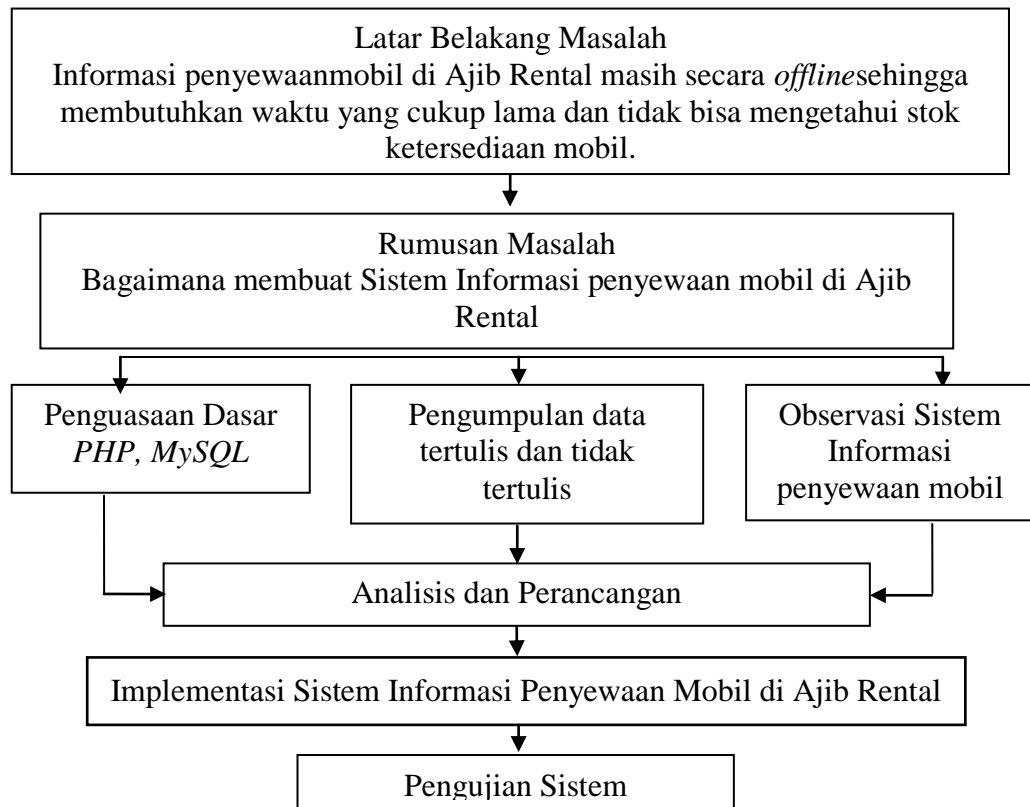 Latar Belakang Masalah
Informasi penyewaanmobil di Ajib Rental masih secara offlinesehingga
membutuhkan waktu yang cukup lama dan tidak bisa mengetahui stok
ketersediaan mobil.
Rumusan Masalah
Bagaimana membuat Sistem Informasi penyewaan mobil di Ajib
Rental
Penguasaan Dasar
PHP, MySQL
Pengumpulan data
tertulis dan tidak
tertulis
Observasi Sistem
Informasi
penyewaan mobil
Analisis dan Perancangan
Implementasi Sistem Informasi Penyewaan Mobil di Ajib Rental
Pengujian Sistem